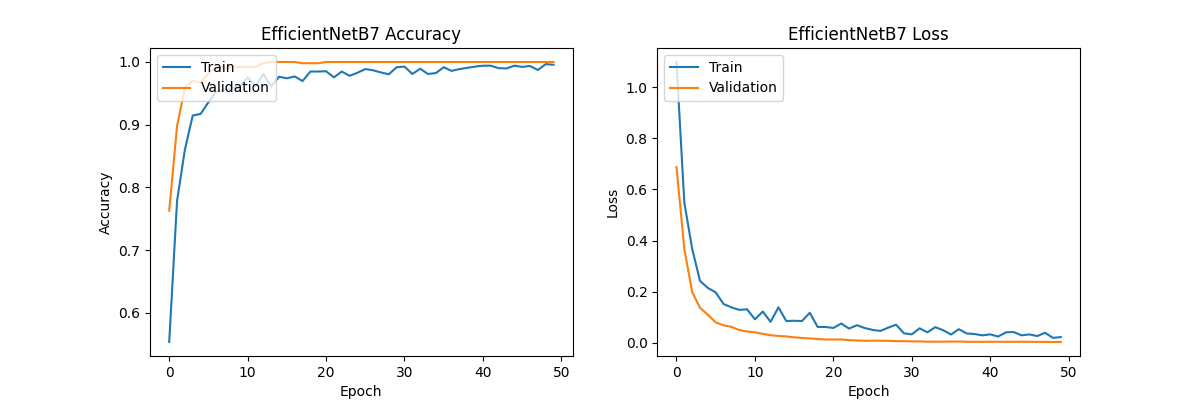 EfficientNetB7 Accuracy
Train
Validation
1.0
0.9
0.8
0.7
0.6
Accuracy
0 10 20 30 40 50
Epoch
EfficientNetB7 Loss
Train
Validation
1.0
0.8
0.6
0.4
0.2
0.0
Loss
0 10 20 30 40 50
Epoch